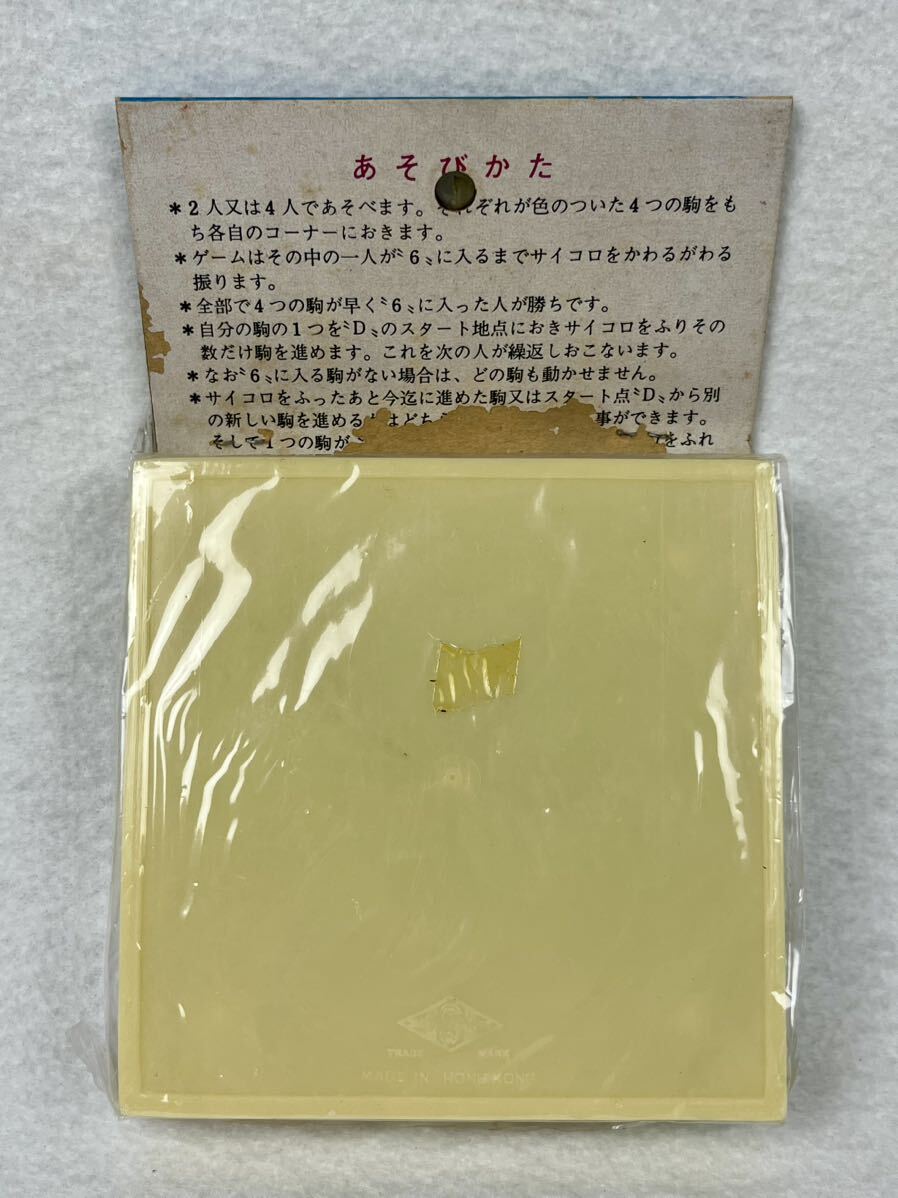 あそびかた
＊2人又は4人であそべます。それぞれが色のついた4つの駒をも
ち各自のコーナーにおきます。
＊ゲームはその中の一人が〝6〟に入るまでサイコロをかわるがわる
振ります。
＊全部で4つの駒が早く〝6〟に入った人が勝ちです。
＊自分の駒の1つを〝D〟のスタート地点におきサイコロをふりその
数だけ駒を進めます。これを次の人が繰返しおこないます。
＊なお〝6〟に入る駒がない場合は、どの駒も動かせません。
＊サイコロをふったあと今迄に進めた駒又はスタート点〝D〟から別
の新しい駒を進める はどち 事ができます。
そして1つの駒が をふれ
TRADE MARK
MADE IN HONG KONG